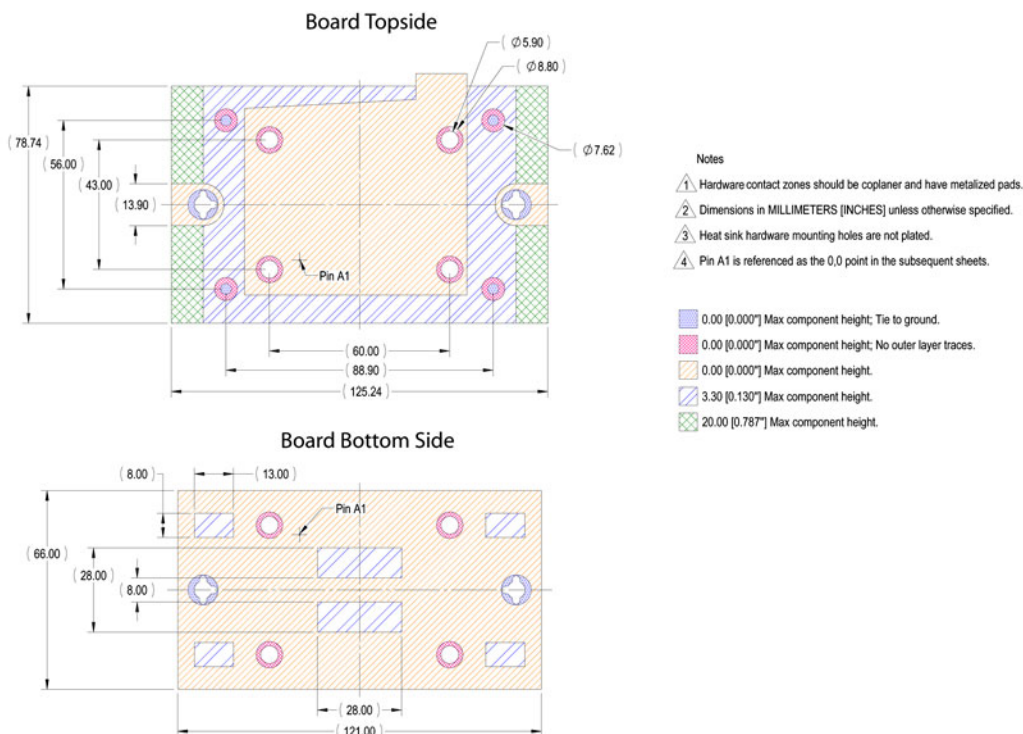 Board Topside
( Ø5.90 )
( Ø8.80 )
( Ø7.62 )
( 78.74 )
( 56.00 )
( 43.00 )
( 13.90 )
Pin A1
( 60.00 )
( 88.90 )
( 125.24 )
Notes
1 Hardware contact zones should be coplaner and have metalized pads.
2 Dimensions in MILLIMETERS [INCHES] unless otherwise specified.
3 Heat sink hardware mounting holes are not plated.
4 Pin A1 is referenced as the 0,0 point in the subsequent sheets.
0.00 [0.000"] Max component height; Tie to ground.
0.00 [0.000"] Max component height; No outer layer traces.
0.00 [0.000"] Max component height.
3.30 [0.130"] Max component height.
20.00 [0.787"] Max component height.
Board Bottom Side
( 8.00 )
( 13.00 )
Pin A1
( 66.00 )
( 28.00 )
( 8.00 )
( 28.00 )
( 121.00 )